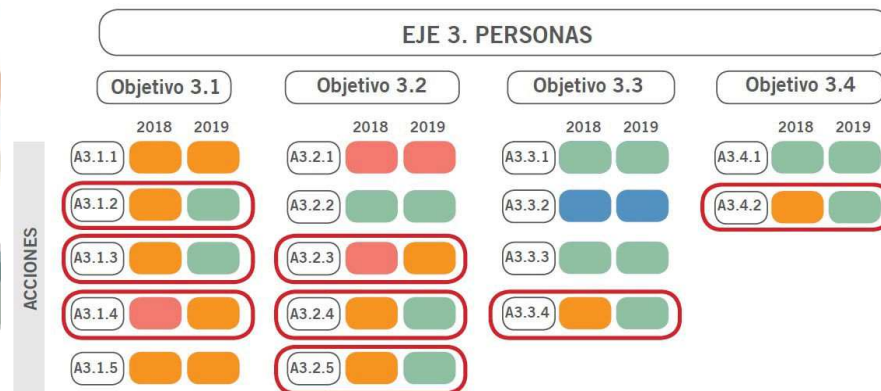 EJE 3. PERSONAS
Objetivo 3.1 Objetivo 3.2 Objetivo 3.3 Objetivo 3.4
2018 2019 2018 2019 2018 2019 2018 2019
ACCIONES
A3.1.1 A3.2.1 A3.3.1 A3.4.1
A3.1.2 A3.2.2 A3.3.2 A3.4.2
A3.1.3 A3.2.3 A3.3.3
A3.1.4 A3.2.4 A3.3.4
A3.1.5 A3.2.5